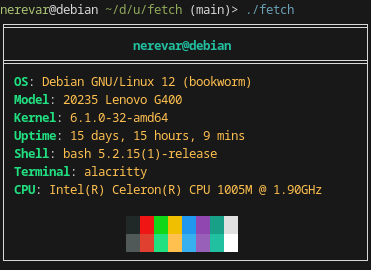 nerevar@debian ~/d/u/fetch (main)> ./fetch
nerevar@debian
OS: Debian GNU/Linux 12 (bookworm)
Model: 20235 Lenovo G400
Kernel: 6.1.0-32-amd64
Uptime: 15 days, 15 hours, 9 mins
Shell: bash 5.2.15(1)-release
Terminal: alacritty
CPU: Intel(R) Celeron(R) CPU 1005M @ 1.90GHz